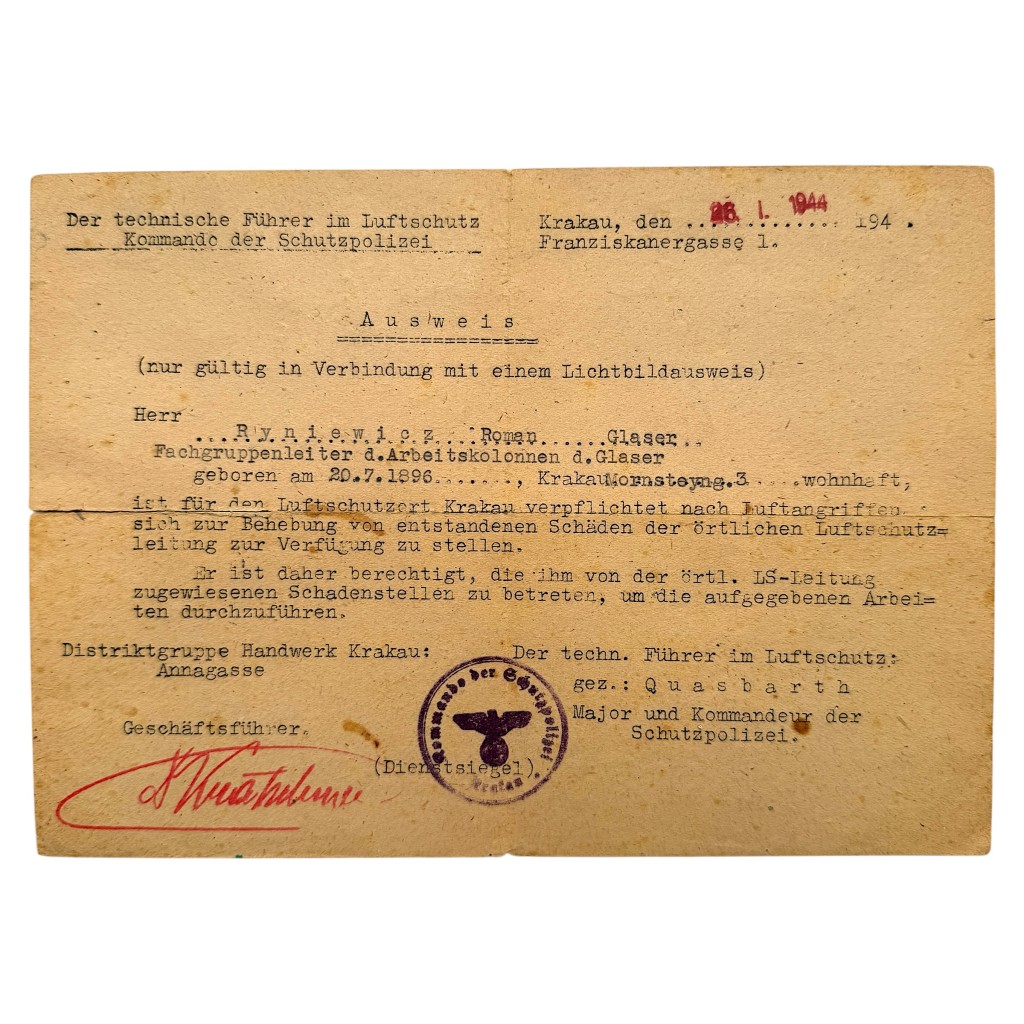 Der technische Führer im Luftschutz
Kommando der Schutzpolizei
Krakau, den .............. 194 .
26. I. 1944
Franziskanergasse 1.
A u s w e i s
(nur gültig in Verbindung mit einem Lichtbildausweis)
Herr
...R y n i e w i c z....Roman......Glaser..
Fachgruppenleiter d.Arbeitskolonnen d.Glaser
geboren am 20.7.1896......., Krakau Mornsteyng.3.....wohnhaft,
ist für den Luftschutzort Krakau verpflichtet nach Luftangriffen
sich zur Behebung von entstandenen Schäden der örtlichen Luftschutz=
leitung zur Verfügung zu stellen.
Er ist daher berechtigt, die ihm von der örtl. LS-Leitung
zugewiesenen Schadenstellen zu betreten, um die aufgegebenen Arbei=
ten durchzuführen.
Distriktgruppe Handwerk Krakau:
Annagasse
Geschäftsführer.
Der techn. Führer im Luftschutz:
gez.: Q u a s b a r t h
Major und Kommandeur der
Schutzpolizei.
(Dienstsiegel)
Kommando der Schutzpolizei
Krakau